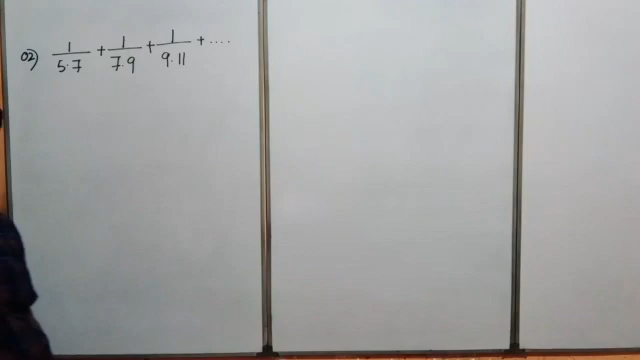 02) 1/5·7 + 1/7·9 + 1/9·11 + ....